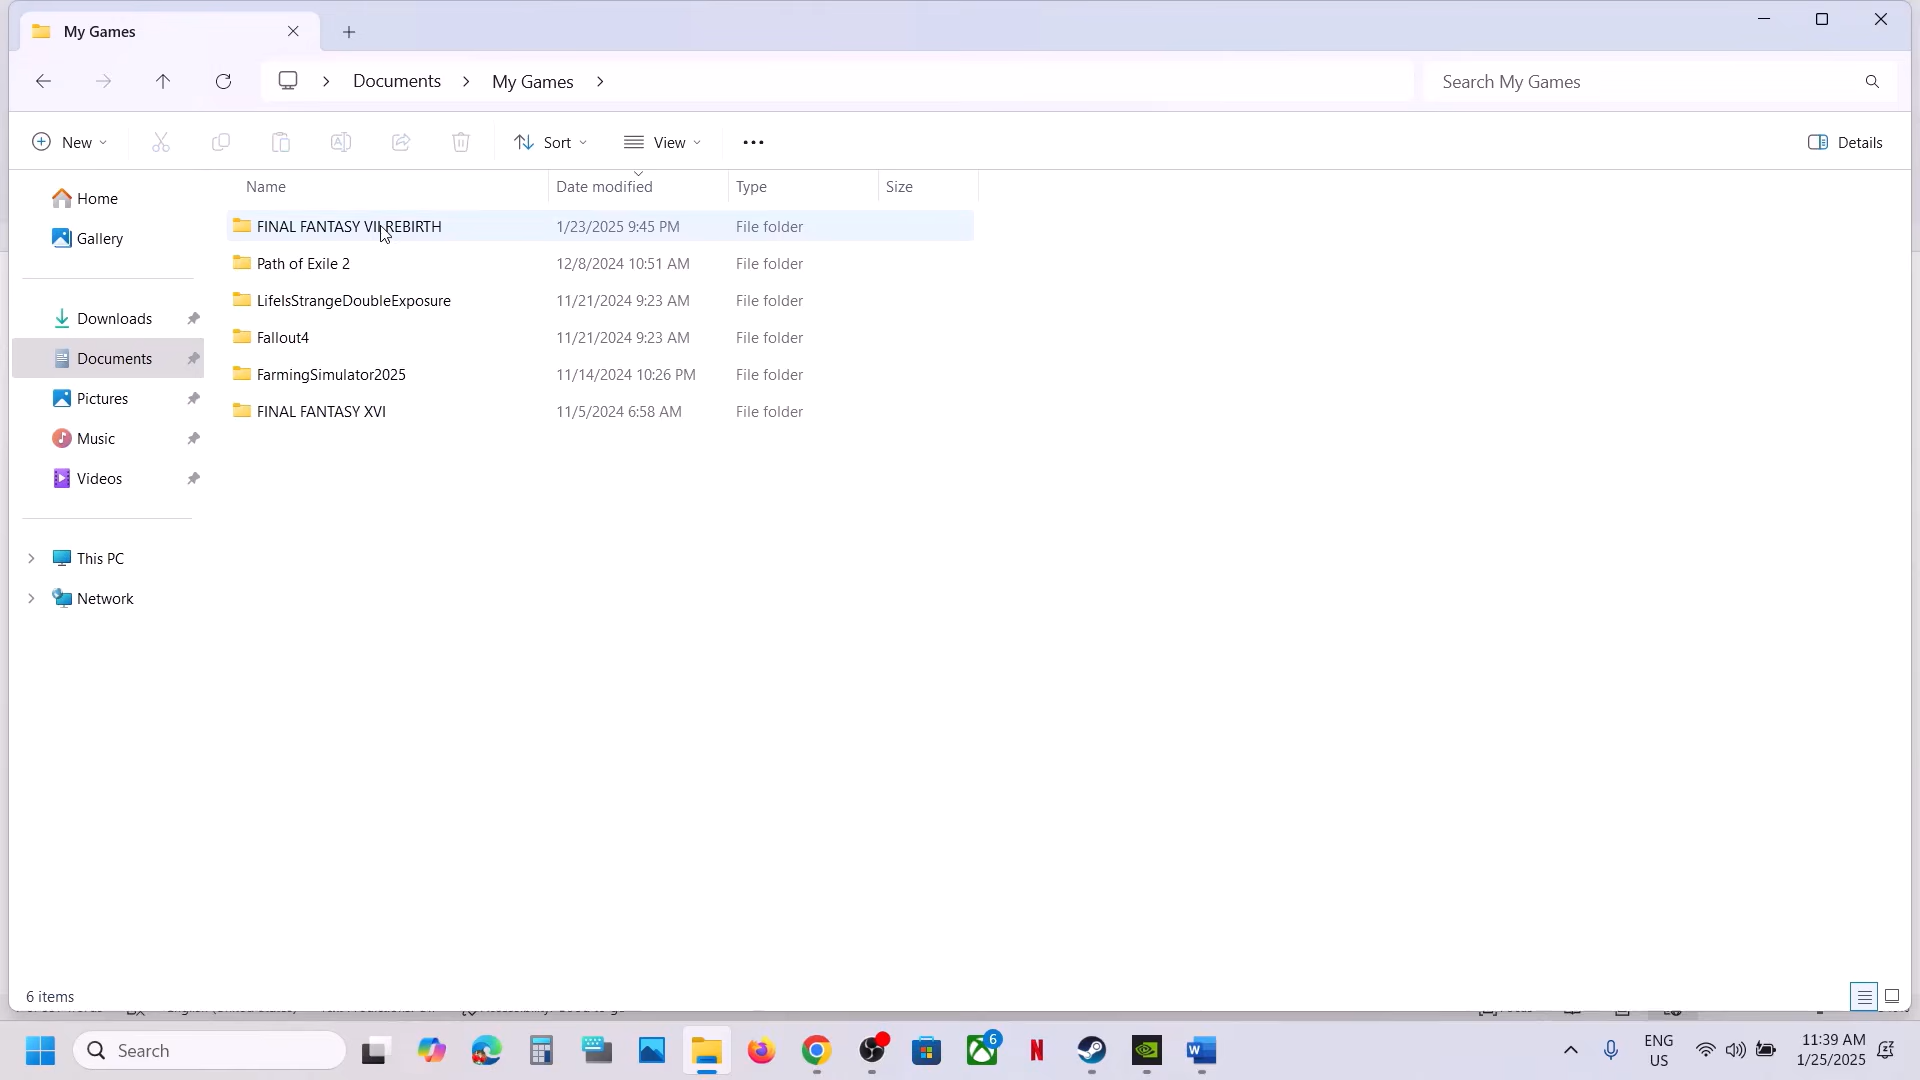 My Games
Documents > My Games >
Search My Games
New
Sort
View
Details
Name Date modified Type Size
Home
Gallery
Downloads
Documents
Pictures
Music
Videos
This PC
Network
FINAL FANTASY VII REBIRTH 1/23/2025 9:45 PM File folder
Path of Exile 2 12/8/2024 10:51 AM File folder
LifeIsStrangeDoubleExposure 11/21/2024 9:23 AM File folder
Fallout4 11/21/2024 9:23 AM File folder
FarmingSimulator2025 11/14/2024 10:26 PM File folder
FINAL FANTASY XVI 11/5/2024 6:58 AM File folder
6 items
Search
6
ENG
US
11:39 AM
1/25/2025